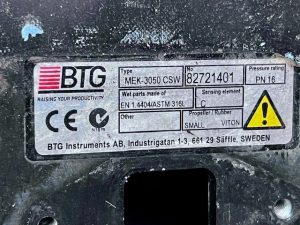 BTG
RAISING YOUR PRODUCTIVITY
Type
MEK-3050 CSW
No
82721401
Pressure rating
PN 16
Wet parts made of
EN 1.4404/ASTM 316L
Sensing element
C
Other
Propeller / Rubber
SMALL VITON
CE
BTG Instruments AB, Industrigatan 1-3, 661 29 Säffle, SWEDEN